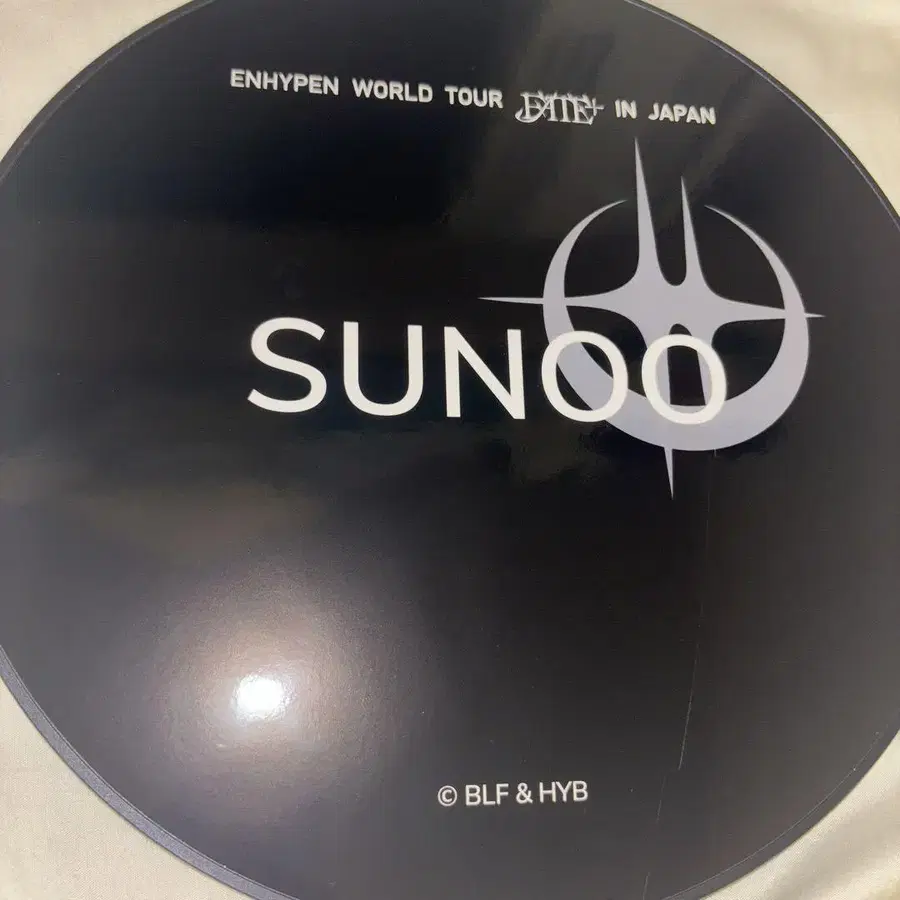 ENHYPEN WORLD TOUR FATE+ IN JAPAN
SUNOO
© BLF & HYB